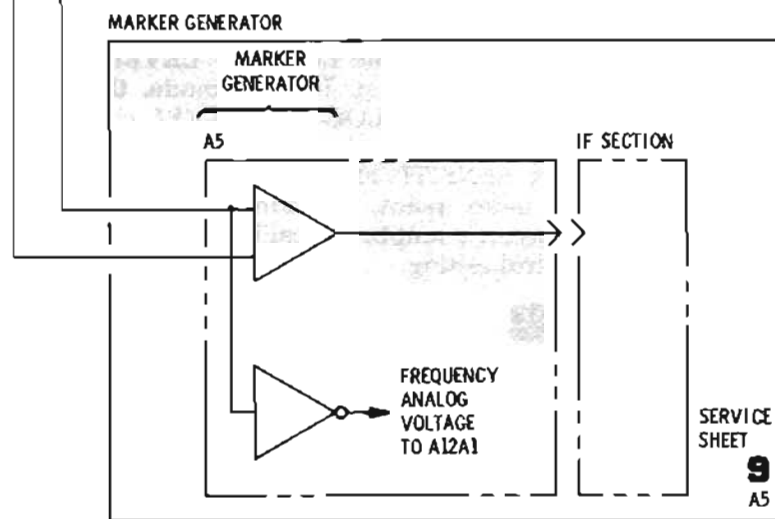 MARKER GENERATOR
MARKER
GENERATOR
A5
IF SECTION
FREQUENCY
ANALOG
VOLTAGE
TO A12A1
SERVICE
SHEET
9
A5